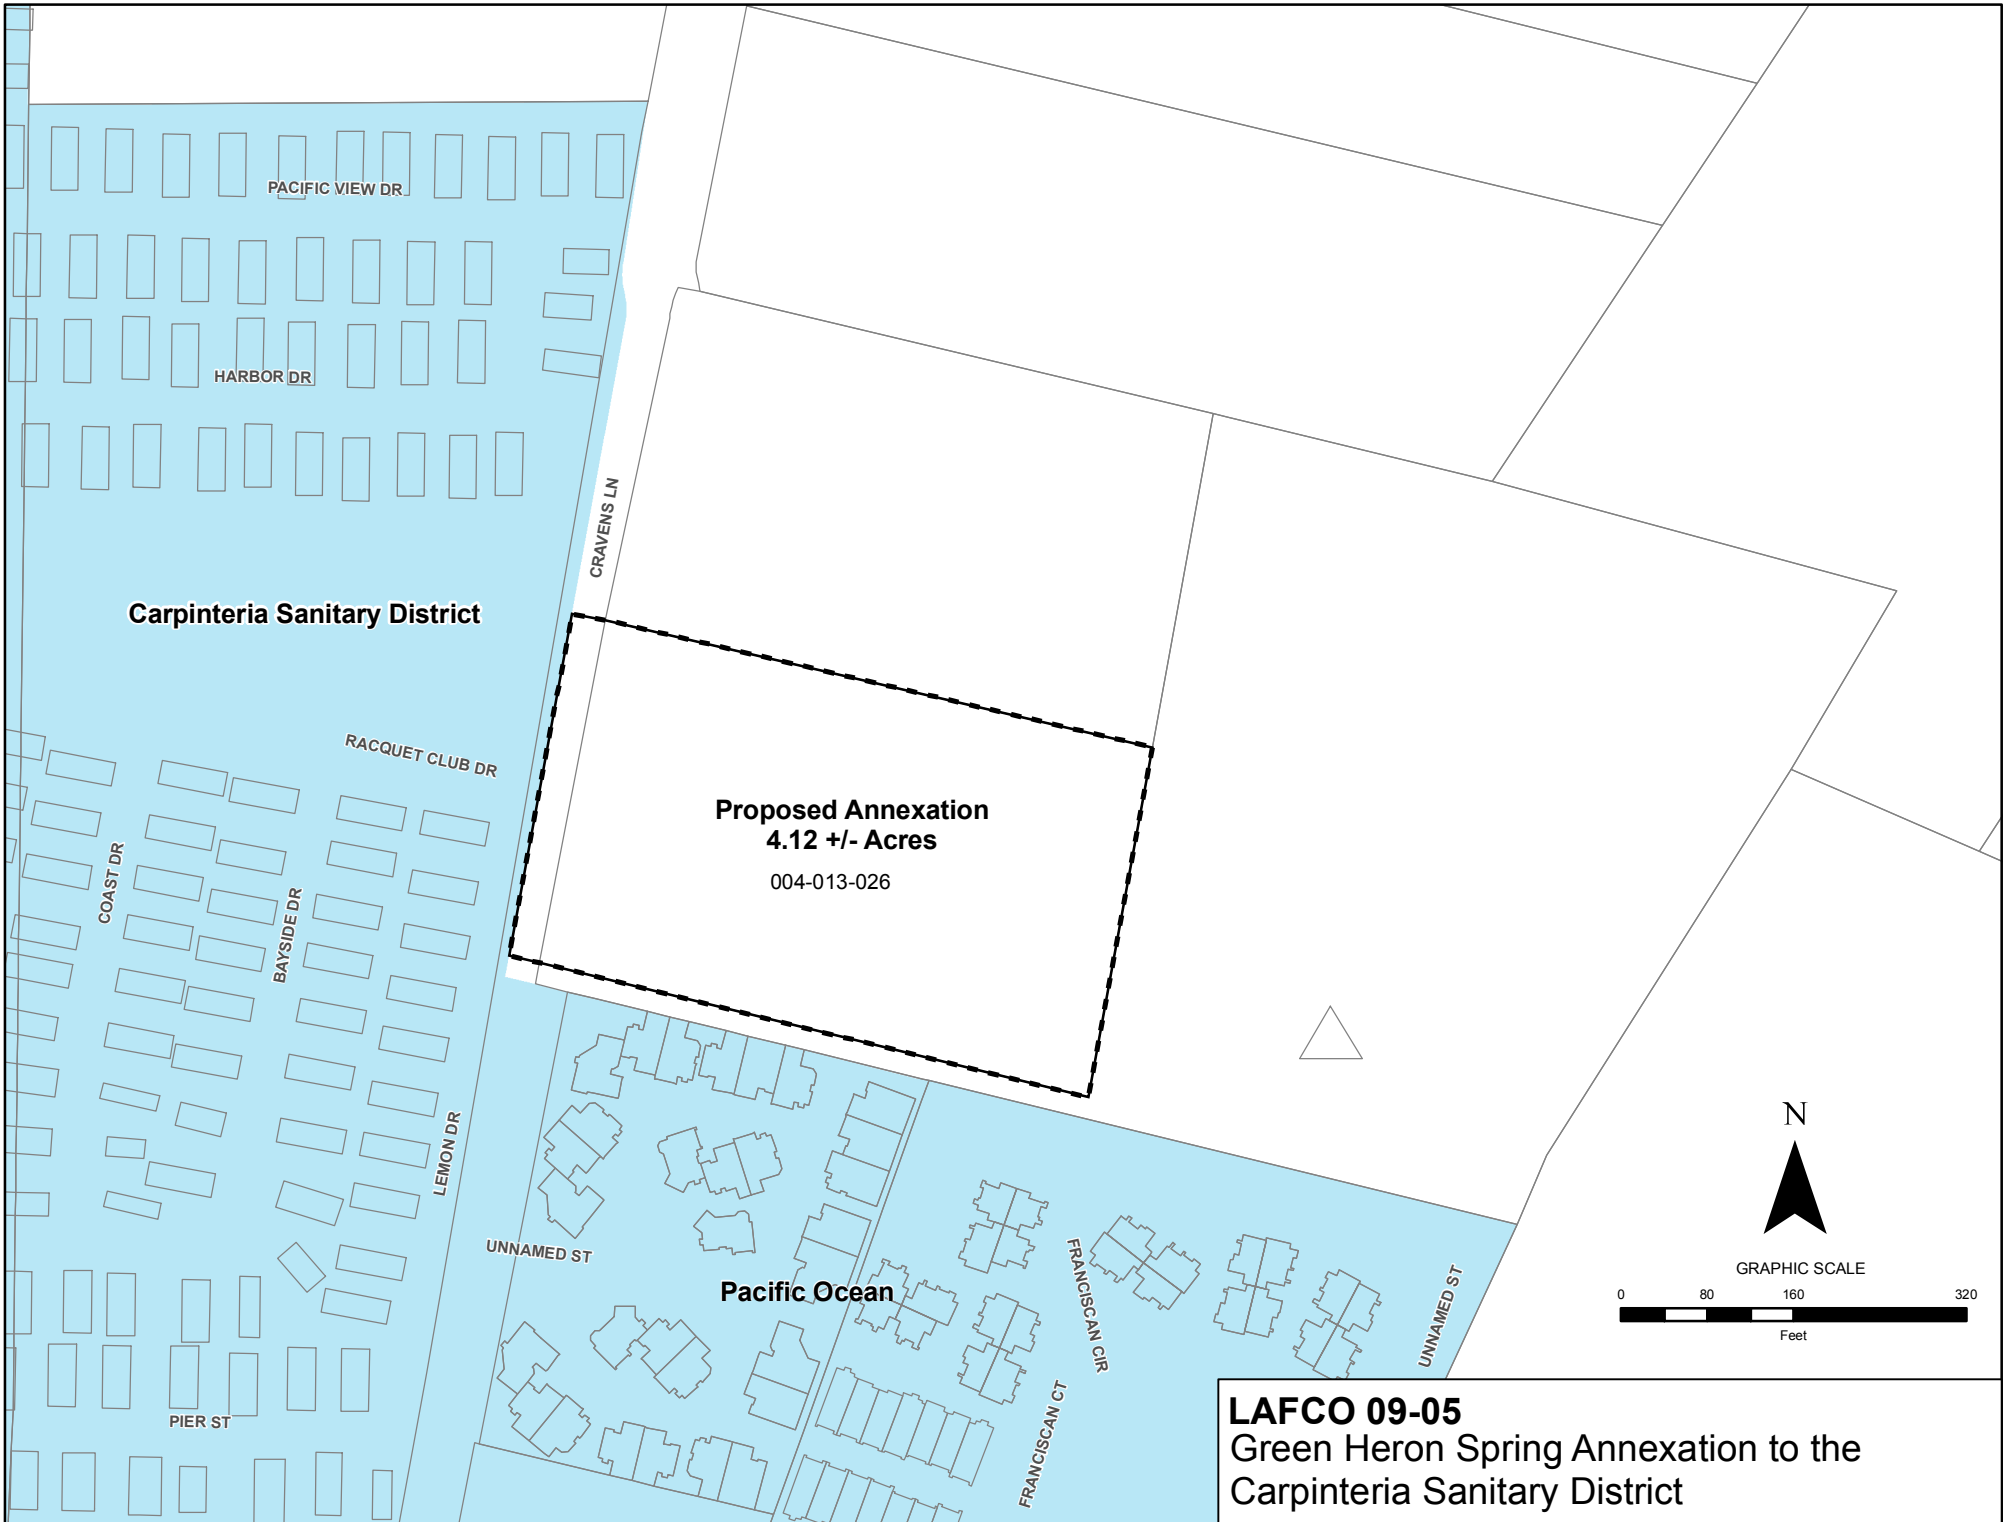 PACIFIC VIEW DR
HARBOR DR
CRAVENS LN
Carpinteria Sanitary District
RACQUET CLUB DR
Proposed Annexation
4.12 +/- Acres
004-013-026
COAST DR
BAYSIDE DR
LEMON DR
UNNAMED ST
Pacific Ocean
FRANCISCAN CIR
UNNAMED ST
FRANCISCAN CT
PIER ST
N
GRAPHIC SCALE
0 80 160 320
Feet
LAFCO 09-05
Green Heron Spring Annexation to the
Carpinteria Sanitary District